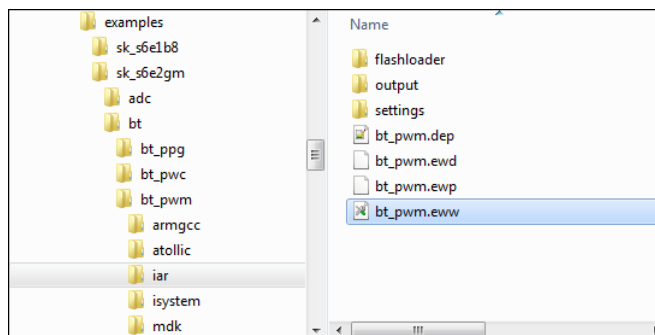 examples
sk_s6e1b8
sk_s6e2gm
adc
bt
bt_ppg
bt_pwc
bt_pwm
armgcc
atollic
iar
isystem
mdk
Name
flashloader
output
settings
bt_pwm.dep
bt_pwm.ewd
bt_pwm.ewp
bt_pwm.eww